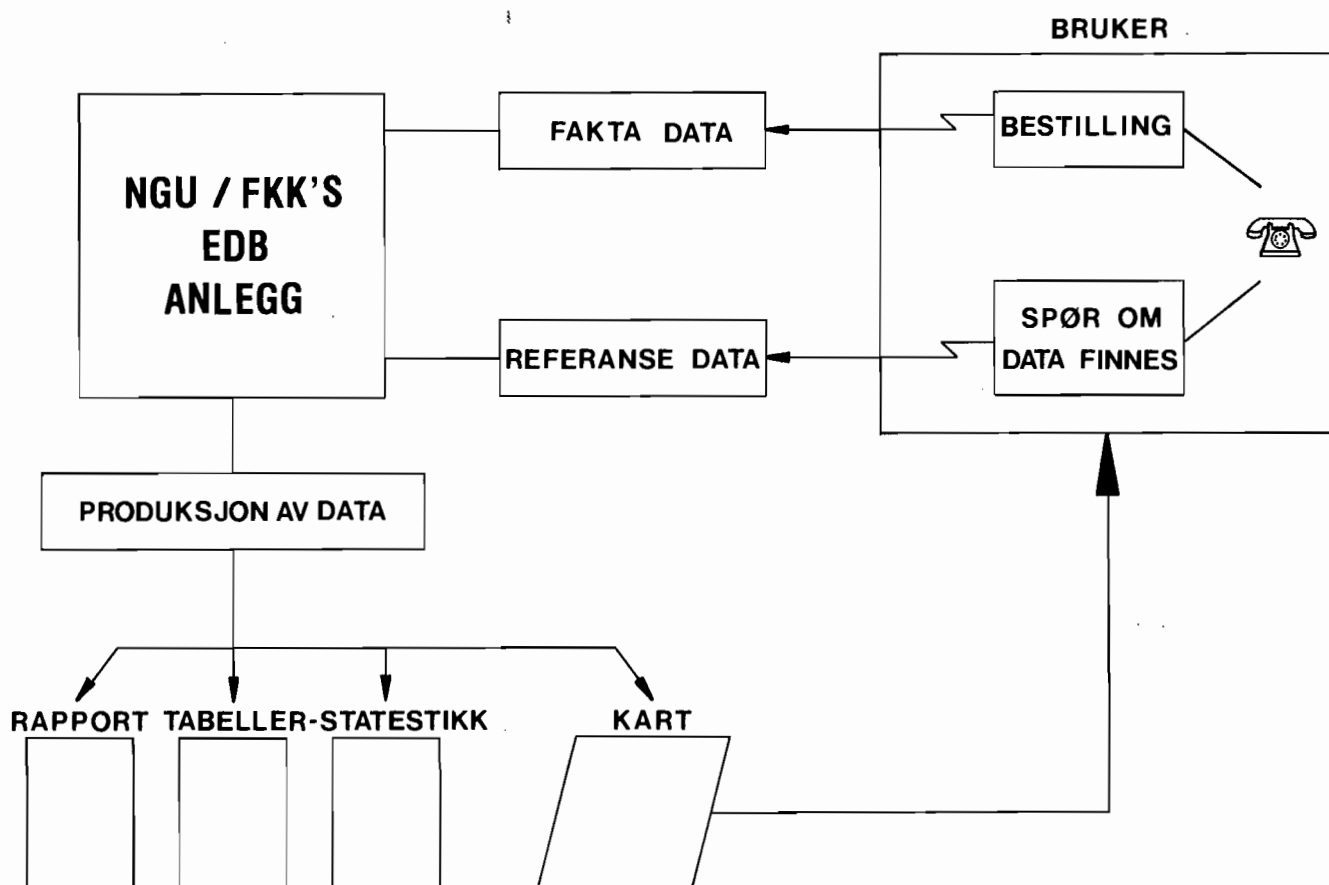 BRUKER
NGU / FKK'S
EDB
ANLEGG
FAKTA DATA
BESTILLING
REFERANSE DATA
SPØR OM
DATA FINNES
PRODUKSJON AV DATA
RAPPORT TABELLER-STATESTIKK KART